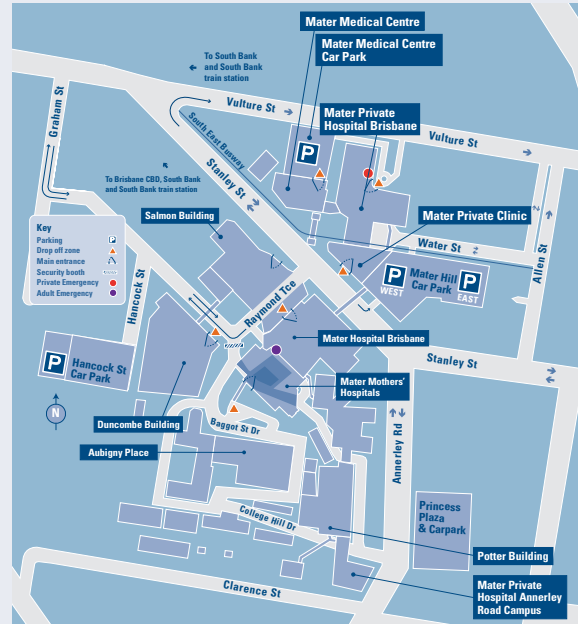 Mater Medical Centre
Mater Medical Centre
Car Park
To South Bank
and South Bank
train station
Vulture St
Mater Private
Hospital Brisbane
Vulture St
Graham St
South East Busway
Stanley St
P
To Brisbane CBD, South Bank
and South Bank train station
Salmon Building
Mater Private Clinic
Water St
Allen St
Key
Parking
P
Drop off zone
Main entrance
Security booth
Private Emergency
Adult Emergency
P
WEST
Mater Hill
Car Park
P
EAST
Hancock St
Raymond Tce
Mater Hospital Brisbane
Stanley St
P
Hancock St
Car Park
Mater Mothers'
Hospitals
N
Duncombe Building
Baggot St Dr
Annerley Rd
Aubigny Place
College Hill Dr
Princess
Plaza
& Carpark
Potter Building
Clarence St
Mater Private
Hospital Annerley
Road Campus